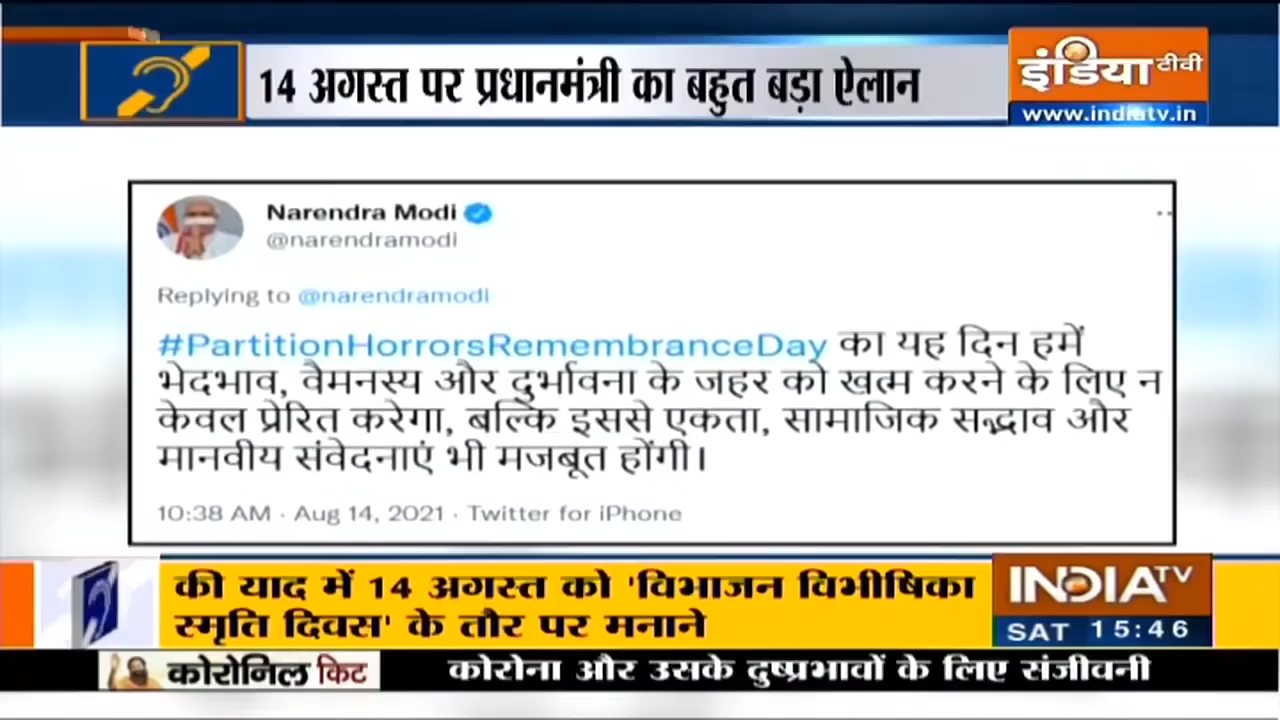 14 अगस्त पर प्रधानमंत्री का बहुत बड़ा ऐलान
इंडिया टीवी
www.indiatv.in
Narendra Modi
@narendramodi
Replying to @narendramodi
#PartitionHorrorsRemembranceDay का यह दिन हमें
भेदभाव, वैमनस्य और दुर्भावना के जहर को खत्म करने के लिए न
केवल प्रेरित करेगा, बल्कि इससे एकता, सामाजिक सद्भाव और
मानवीय संवेदनाएं भी मजबूत होंगी।
10:38 AM · Aug 14, 2021 · Twitter for iPhone
की याद में 14 अगस्त को 'विभाजन विभीषिका
स्मृति दिवस' के तौर पर मनाने
INDIA TV
SAT 15:46
कोरोनिल किट
कोरोना और उसके दुष्प्रभावों के लिए संजीवनी